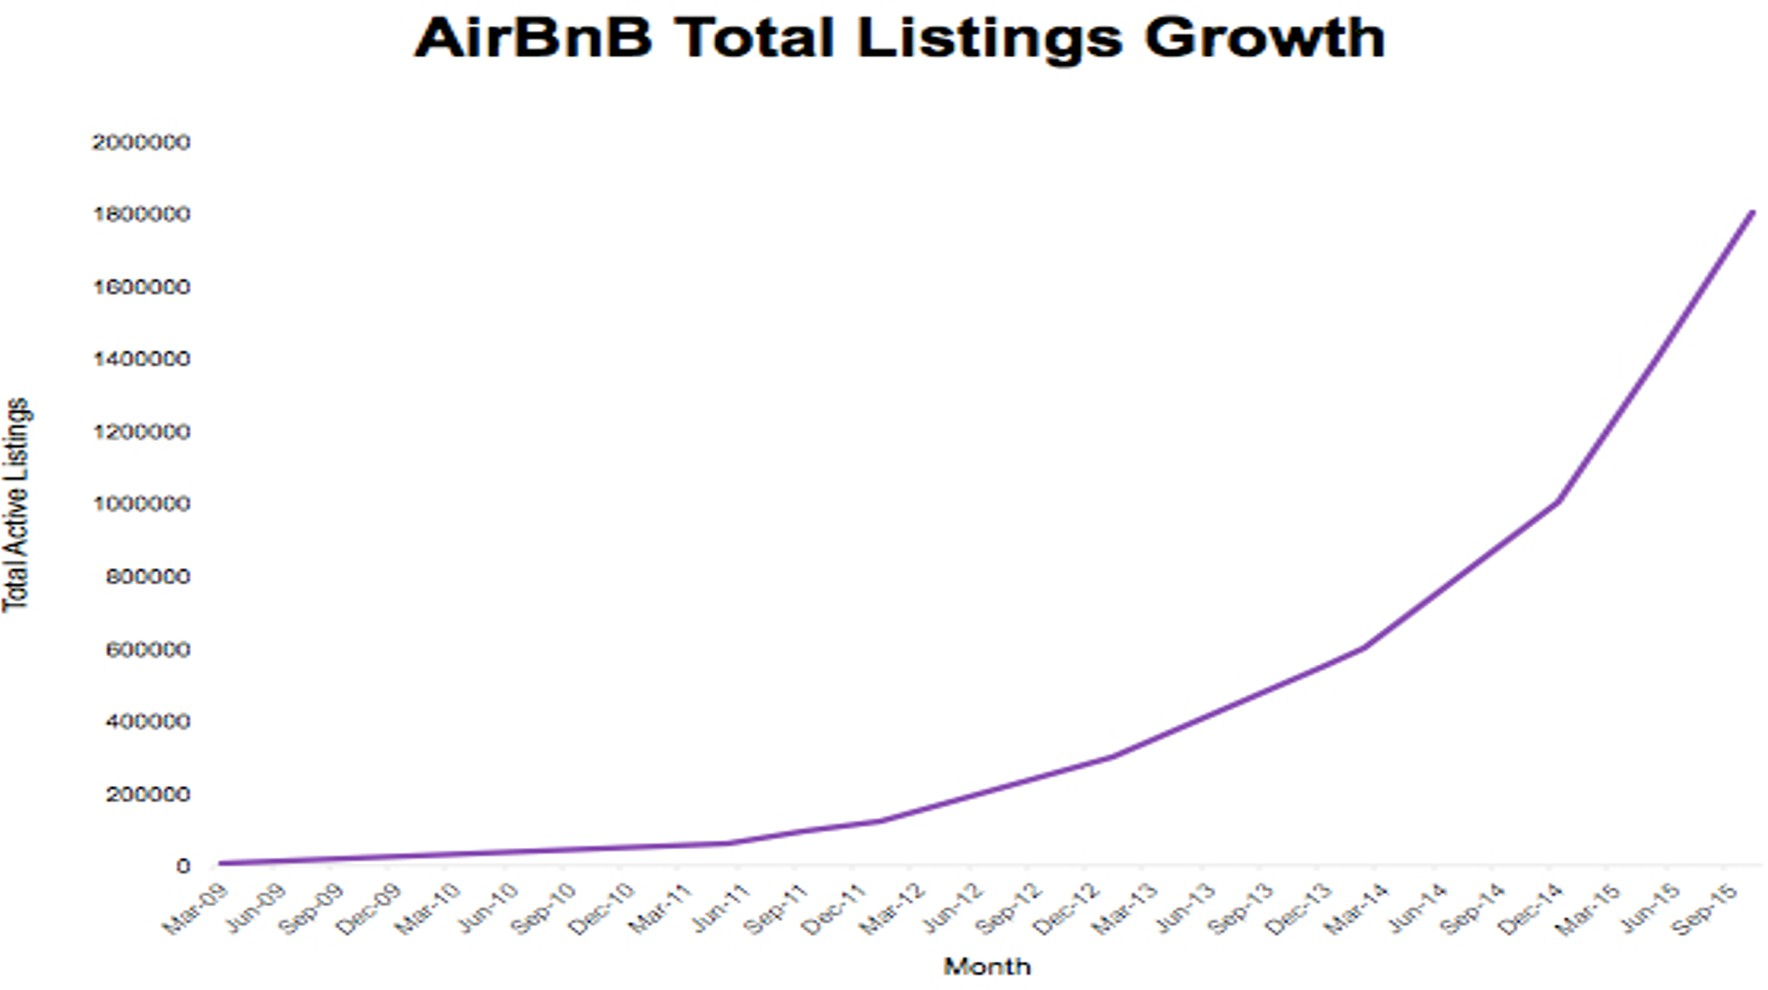 AirBnB Total Listings Growth
2000000
1800000
1600000
1400000
1200000
1000000
800000
600000
400000
200000
0
Total Active Listings
Mar-09
Jun-09
Sep-09
Dec-09
Mar-10
Jun-10
Sep-10
Dec-10
Mar-11
Jun-11
Sep-11
Dec-11
Mar-12
Jun-12
Sep-12
Dec-12
Mar-13
Jun-13
Sep-13
Dec-13
Mar-14
Jun-14
Sep-14
Dec-14
Mar-15
Jun-15
Sep-15
Month